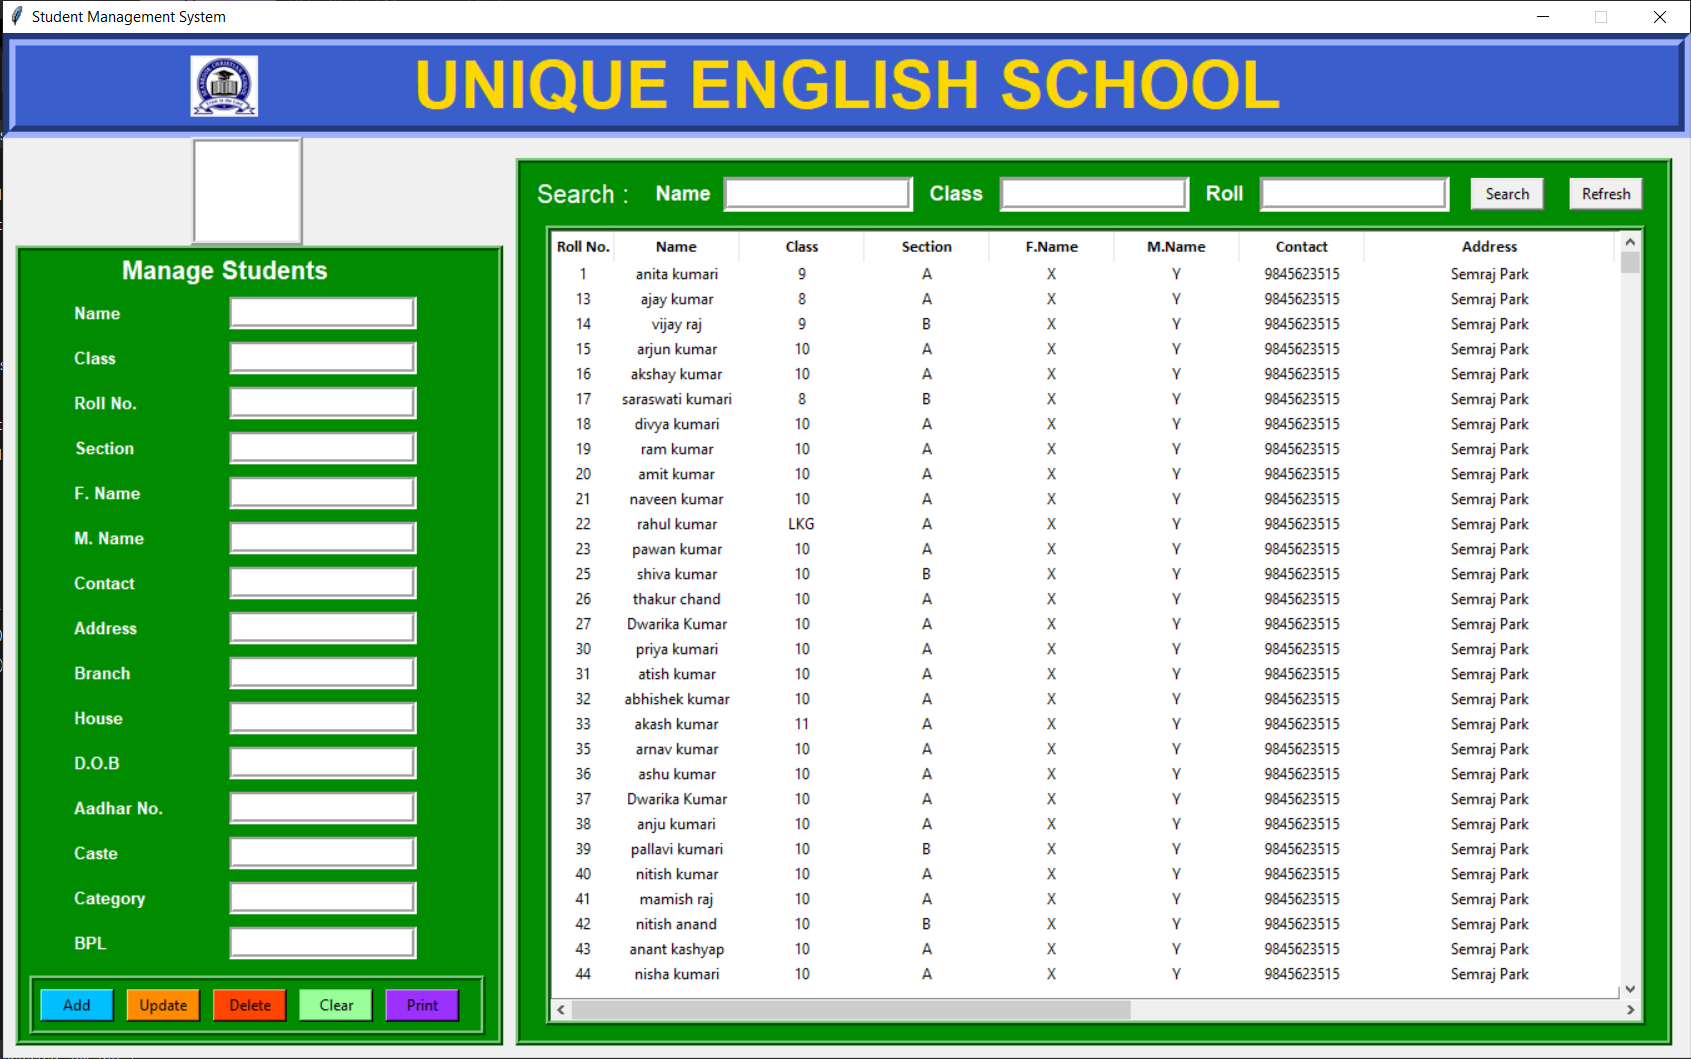 Student Management System
UNIQUE ENGLISH SCHOOL
Manage Students
Name
Class
Roll No.
Section
F. Name
M. Name
Contact
Address
Branch
House
D.O.B
Aadhar No.
Caste
Category
BPL
Add Update Delete Clear Print
Search : Name Class Roll Search Refresh
Roll No. Name Class Section F.Name M.Name Contact Address
1 anita kumari 9 A X Y 9845623515 Semraj Park
13 ajay kumar 8 A X Y 9845623515 Semraj Park
14 vijay raj 9 B X Y 9845623515 Semraj Park
15 arjun kumar 10 A X Y 9845623515 Semraj Park
16 akshay kumar 10 A X Y 9845623515 Semraj Park
17 saraswati kumari 8 B X Y 9845623515 Semraj Park
18 divya kumari 10 A X Y 9845623515 Semraj Park
19 ram kumar 10 A X Y 9845623515 Semraj Park
20 amit kumar 10 A X Y 9845623515 Semraj Park
21 naveen kumar 10 A X Y 9845623515 Semraj Park
22 rahul kumar LKG A X Y 9845623515 Semraj Park
23 pawan kumar 10 A X Y 9845623515 Semraj Park
25 shiva kumar 10 B X Y 9845623515 Semraj Park
26 thakur chand 10 A X Y 9845623515 Semraj Park
27 Dwarika Kumar 10 A X Y 9845623515 Semraj Park
30 priya kumari 10 A X Y 9845623515 Semraj Park
31 atish kumar 10 A X Y 9845623515 Semraj Park
32 abhishek kumar 10 A X Y 9845623515 Semraj Park
33 akash kumar 11 A X Y 9845623515 Semraj Park
35 arnav kumar 10 A X Y 9845623515 Semraj Park
36 ashu kumar 10 A X Y 9845623515 Semraj Park
37 Dwarika Kumar 10 A X Y 9845623515 Semraj Park
38 anju kumari 10 A X Y 9845623515 Semraj Park
39 pallavi kumari 10 B X Y 9845623515 Semraj Park
40 nitish kumar 10 A X Y 9845623515 Semraj Park
41 mamish raj 10 A X Y 9845623515 Semraj Park
42 nitish anand 10 B X Y 9845623515 Semraj Park
43 anant kashyap 10 A X Y 9845623515 Semraj Park
44 nisha kumari 10 A X Y 9845623515 Semraj Park